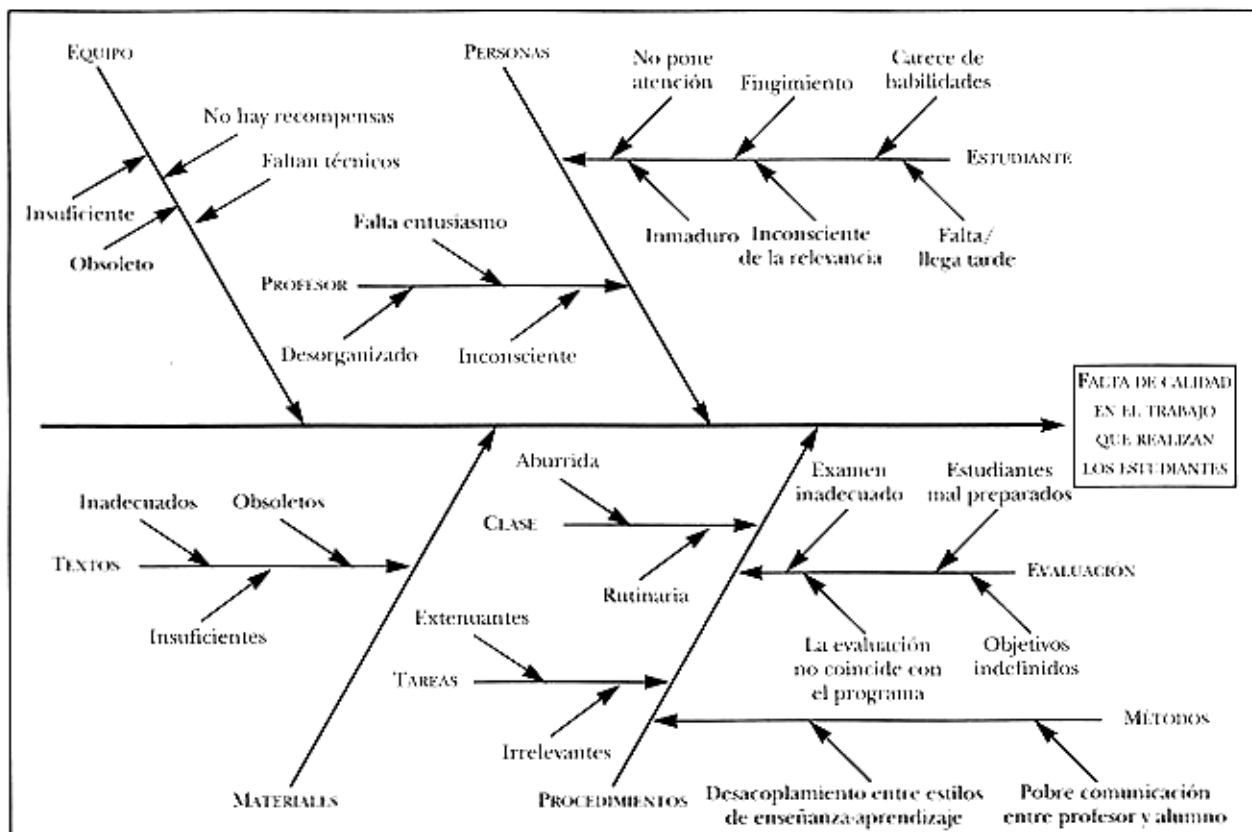 EQUIPO
PERSONAS
No pone
atención
Fingimiento
Carece de
habilidades
No hay recompensas
Faltan técnicos
ESTUDIANTE
Insuficiente
Obsoleto
Falta entusiasmo
Inmaduro
Inconsciente
de la relevancia
Falta/
llega tarde
PROFESOR
Desorganizado
Inconsciente
FALTA DE CALIDAD
EN EL TRABAJO
QUE REALIZAN
LOS ESTUDIANTES
Aburrida
Examen
inadecuado
Estudiantes
mal preparados
Inadecuados
Obsoletos
CLASE
TEXTOS
EVALUACIÓN
Rutinaria
Insuficientes
Extenuantes
La evaluación
no coincide con
el programa
Objetivos
indefinidos
TAREAS
MÉTODOS
Irrelevantes
MATERIALLS
PROCEDIMIENTOS
Desacoplamiento entre estilos
de enseñanza-aprendizaje
Pobre comunicación
entre profesor y alumno